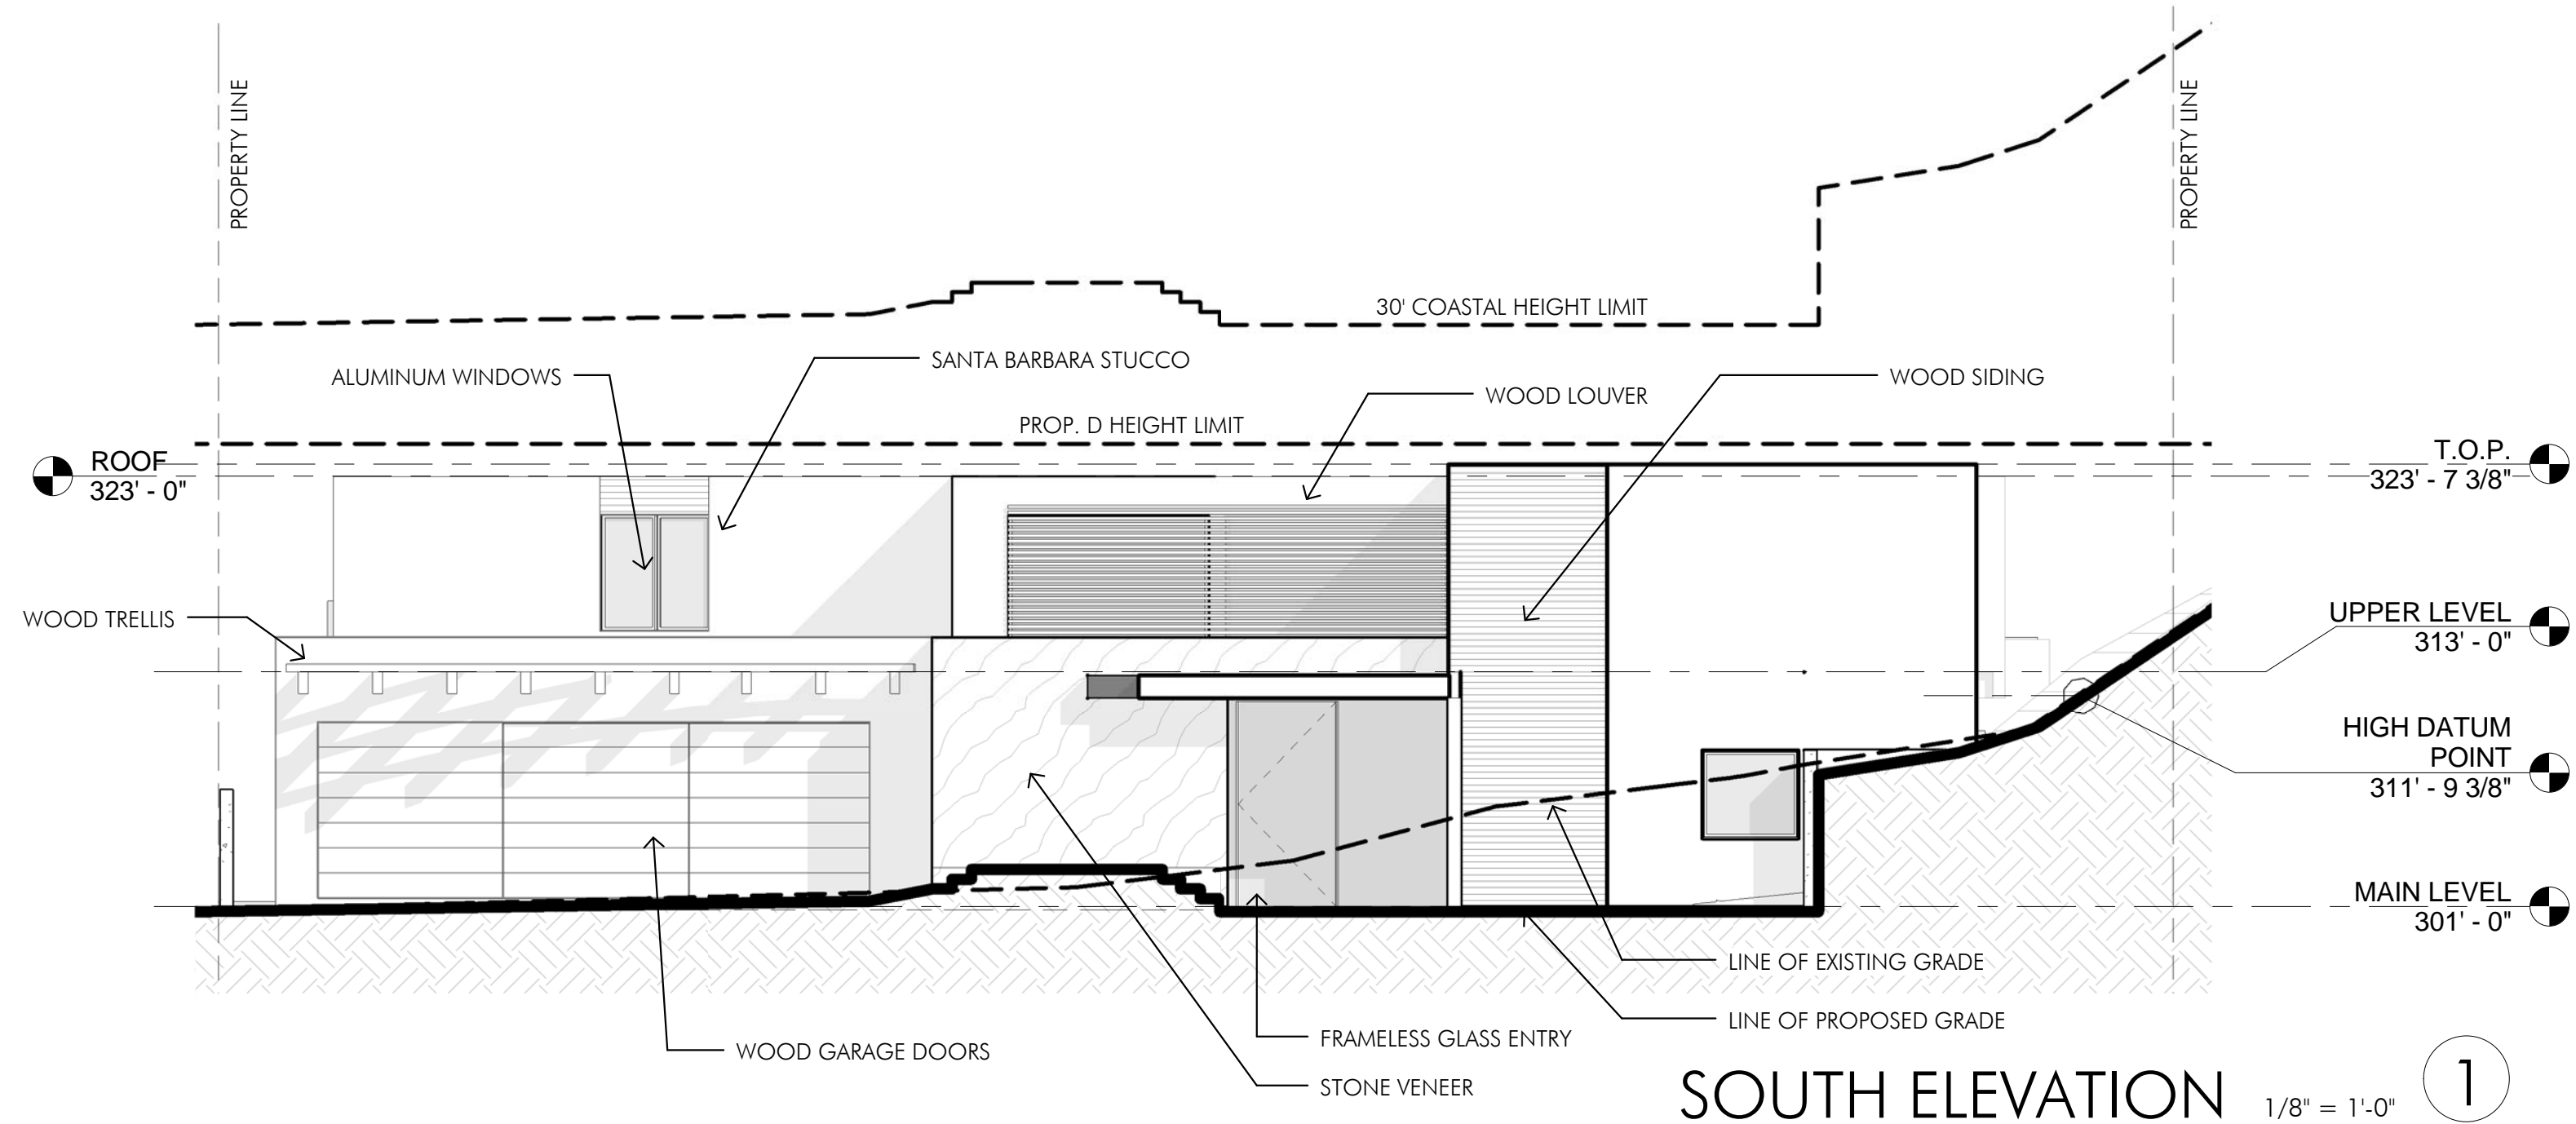 PROPERTY LINE
PROPERTY LINE
30' COASTAL HEIGHT LIMIT
SANTA BARBARA STUCCO
ALUMINUM WINDOWS
WOOD SIDING
WOOD LOUVER
PROP. D HEIGHT LIMIT
ROOF
323' - 0"
T.O.P.
323' - 7 3/8"
WOOD TRELLIS
UPPER LEVEL
313' - 0"
HIGH DATUM
POINT
311' - 9 3/8"
MAIN LEVEL
301' - 0"
LINE OF EXISTING GRADE
LINE OF PROPOSED GRADE
FRAMELESS GLASS ENTRY
WOOD GARAGE DOORS
STONE VENEER
SOUTH ELEVATION
1/8" = 1'-0"
1